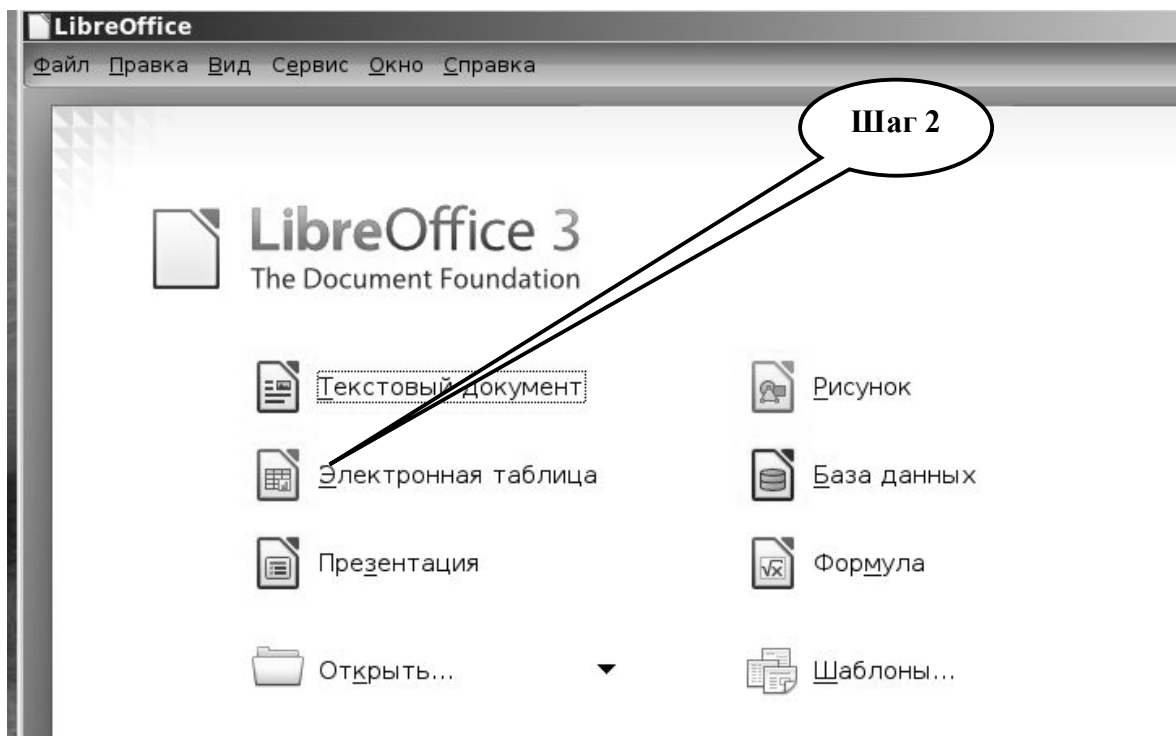 LibreOffice
Файл Правка Вид Сервис Окно Справка
Шаг 2
LibreOffice 3
The Document Foundation
Текстовый документ
Рисунок
Электронная таблица
База данных
Презентация
Формула
Открыть...
Шаблоны...